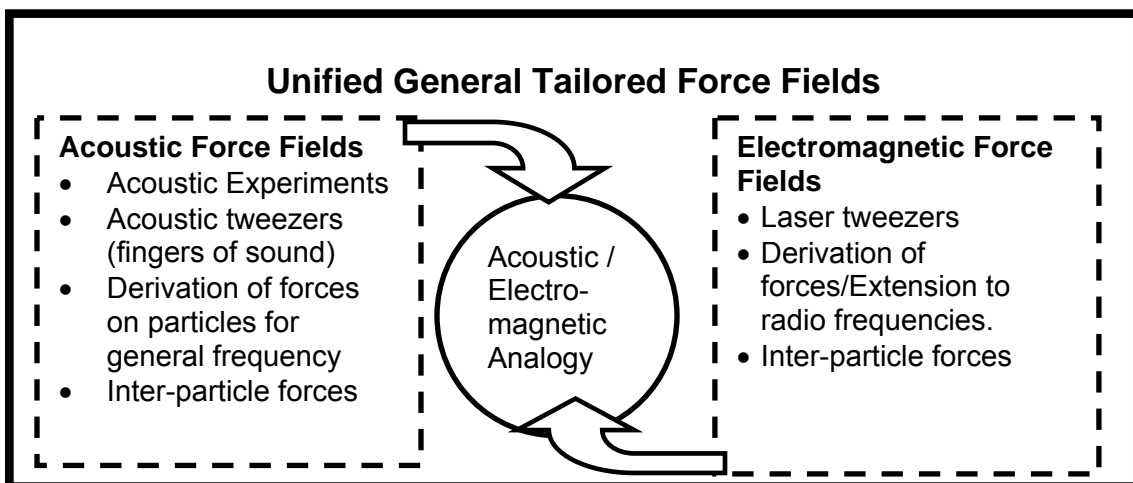 Unified General Tailored Force Fields
Acoustic Force Fields
• Acoustic Experiments
• Acoustic tweezers
(fingers of sound)
• Derivation of forces
on particles for
general frequency
• Inter-particle forces
Acoustic /
Electro-
magnetic
Analogy
Electromagnetic Force
Fields
• Laser tweezers
• Derivation of
forces/Extension to
radio frequencies.
• Inter-particle forces